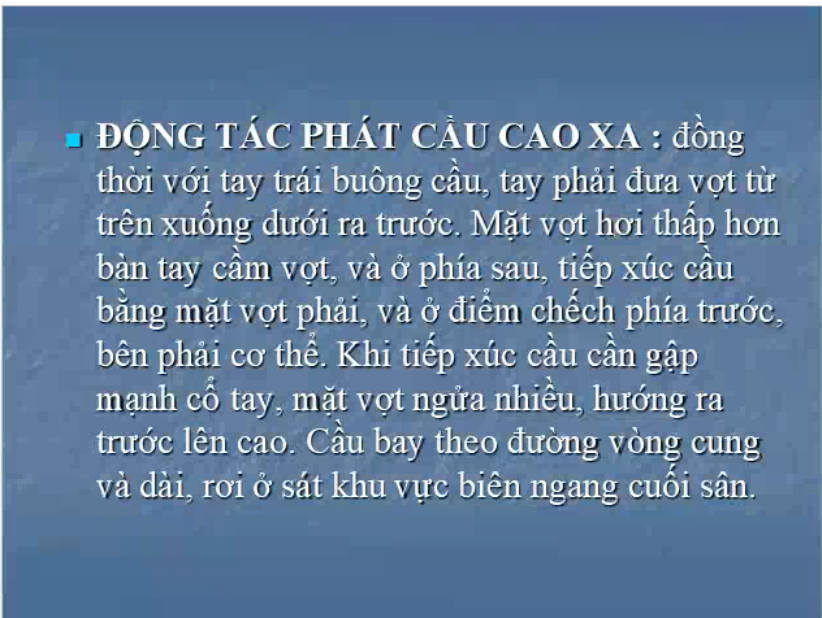 ĐỘNG TÁC PHÁT CẦU CAO XA : đồng
thời với tay trái buông cầu, tay phải đưa vợt từ
trên xuống dưới ra trước. Mặt vợt hơi thấp hơn
bàn tay cầm vợt, và ở phía sau, tiếp xúc cầu
bằng mặt vợt phải, và ở điểm chếch phía trước,
bên phải cơ thể. Khi tiếp xúc cầu cần gập
mạnh cổ tay, mặt vợt ngửa nhiều, hướng ra
trước lên cao. Cầu bay theo đường vòng cung
và dài, rơi ở sát khu vực biên ngang cuối sân.